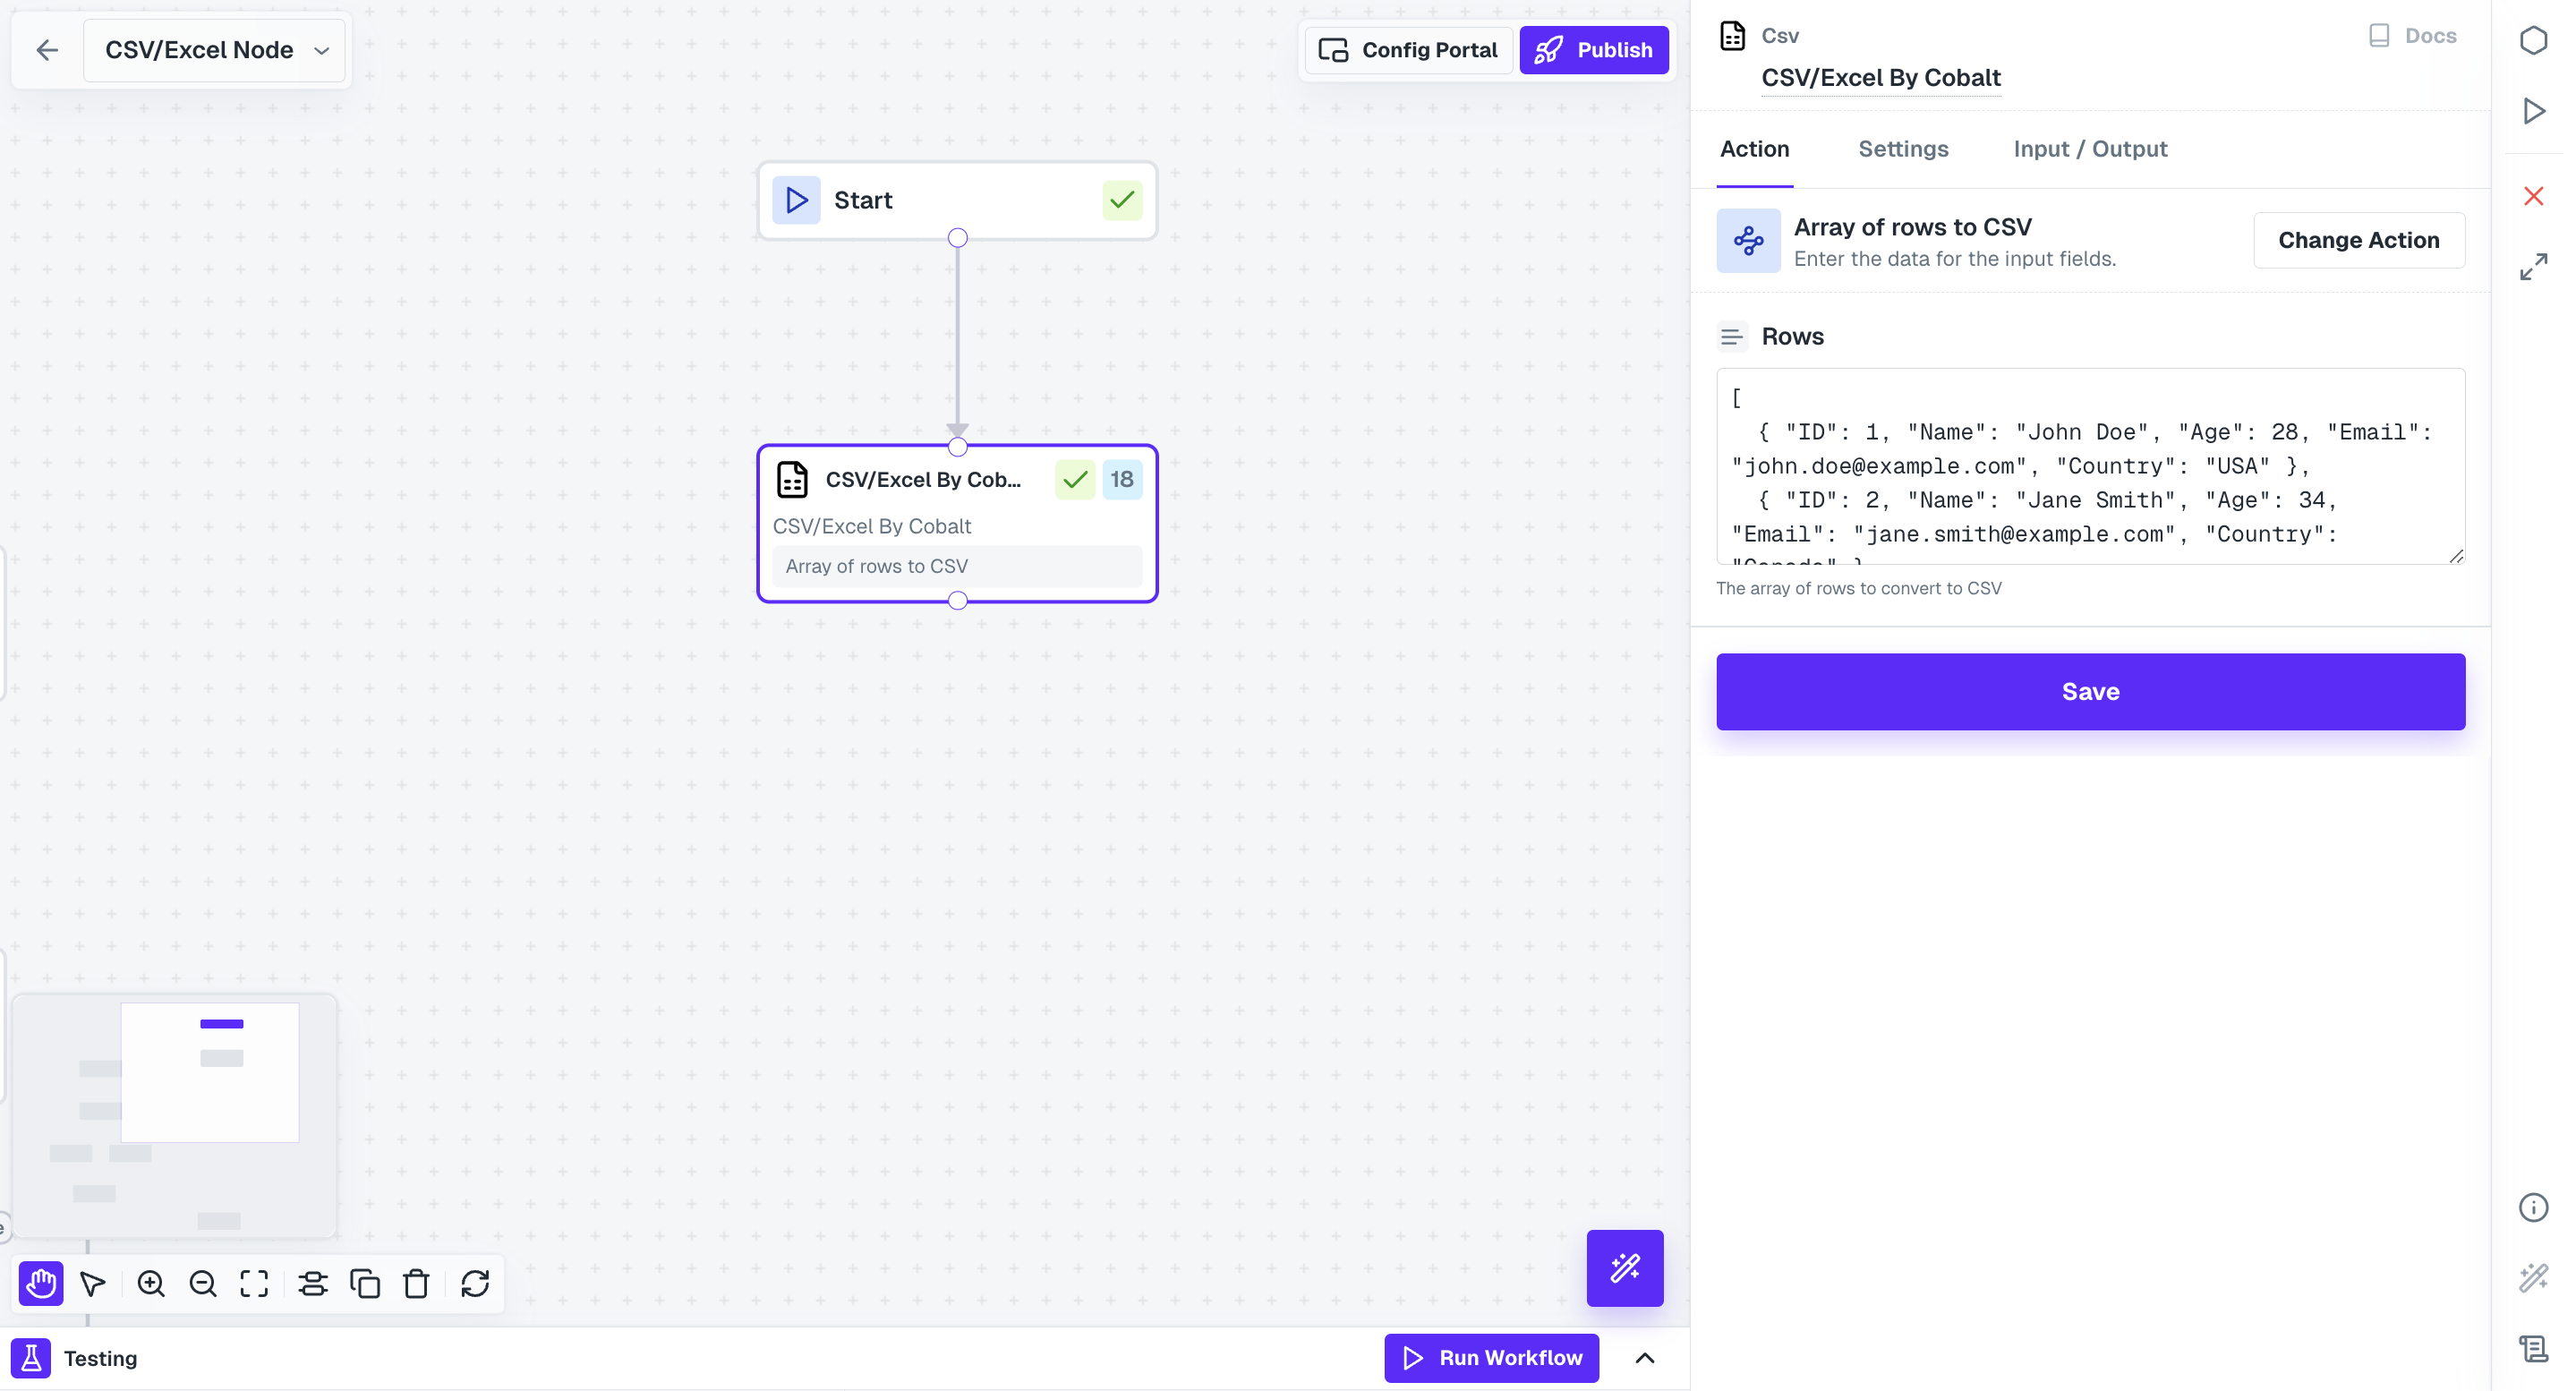 CSV/Excel Node
Config Portal
Publish
Start
CSV/Excel By Cob...
18
CSV/Excel By Cobalt
Array of rows to CSV
Testing
Run Workflow
Csv
Docs
CSV/Excel By Cobalt
Action
Settings
Input / Output
Array of rows to CSV
Enter the data for the input fields.
Change Action
Rows
[
{ "ID": 1, "Name": "John Doe", "Age": 28, "Email":
"john.doe@example.com", "Country": "USA" },
{ "ID": 2, "Name": "Jane Smith", "Age": 34,
"Email": "jane.smith@example.com", "Country":
The array of rows to convert to CSV
Save